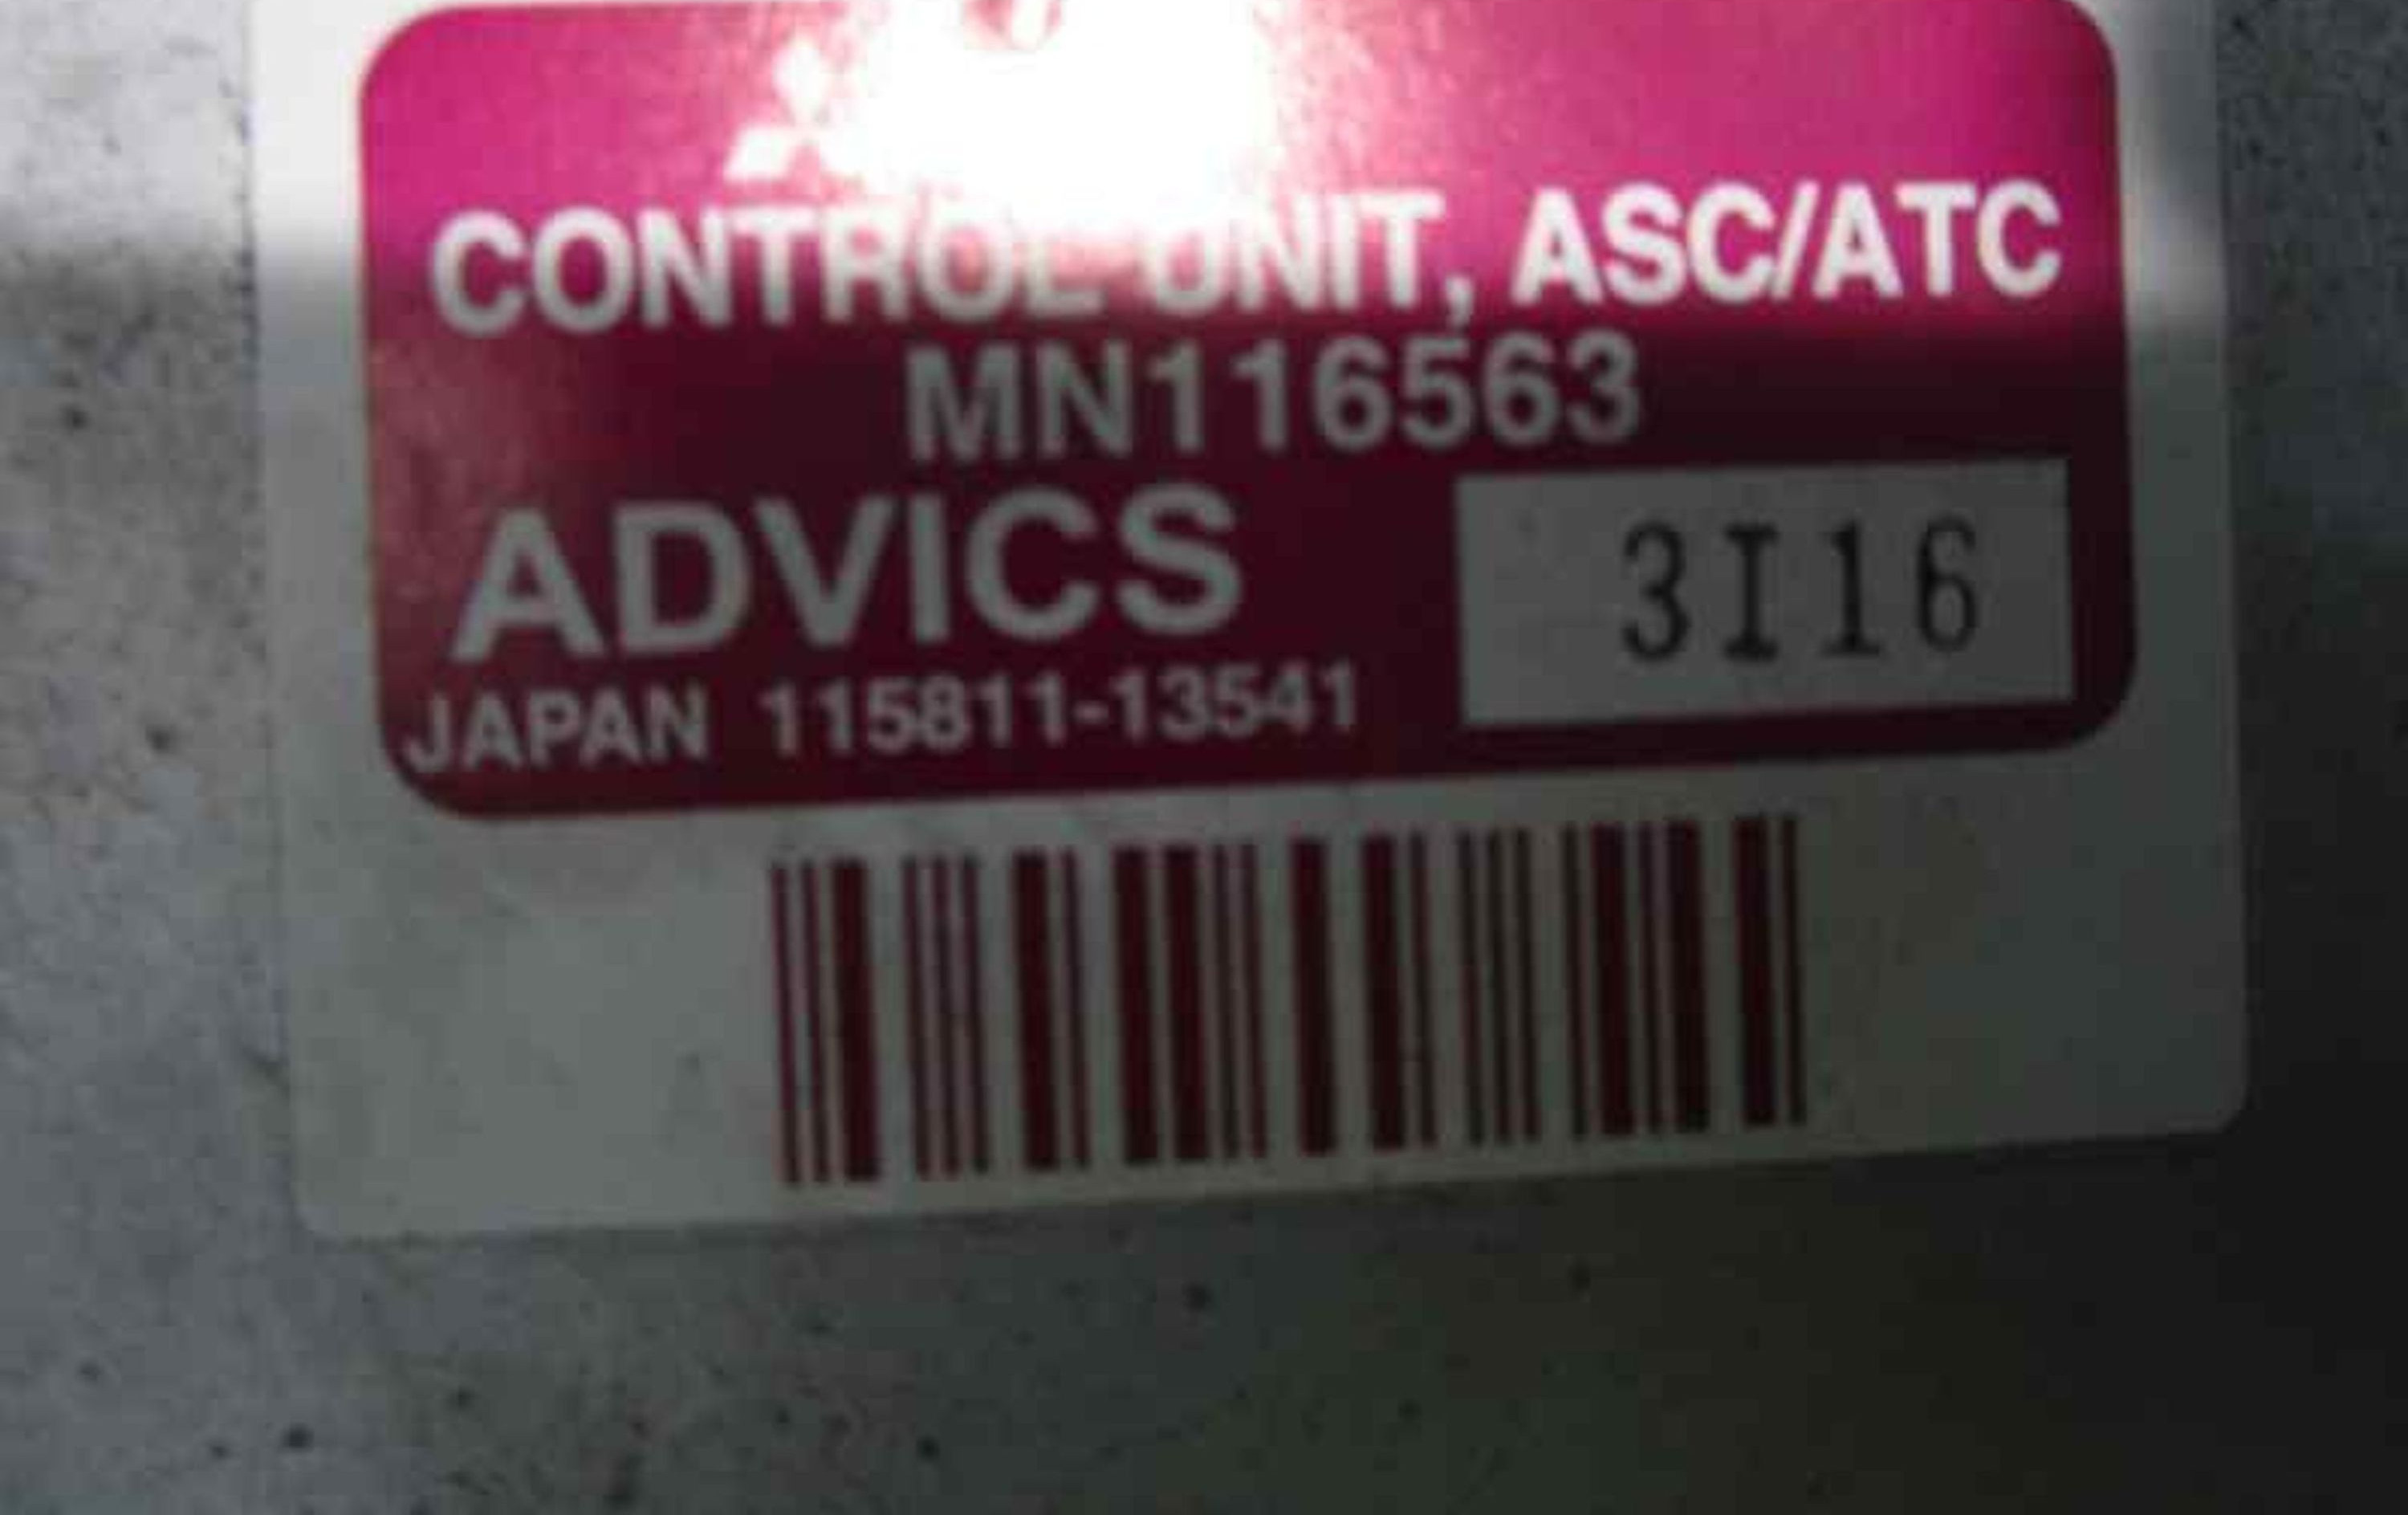 CONTROL UNIT, ASC/ATC
MN116563
ADVICS
3I16
JAPAN 115811-13541